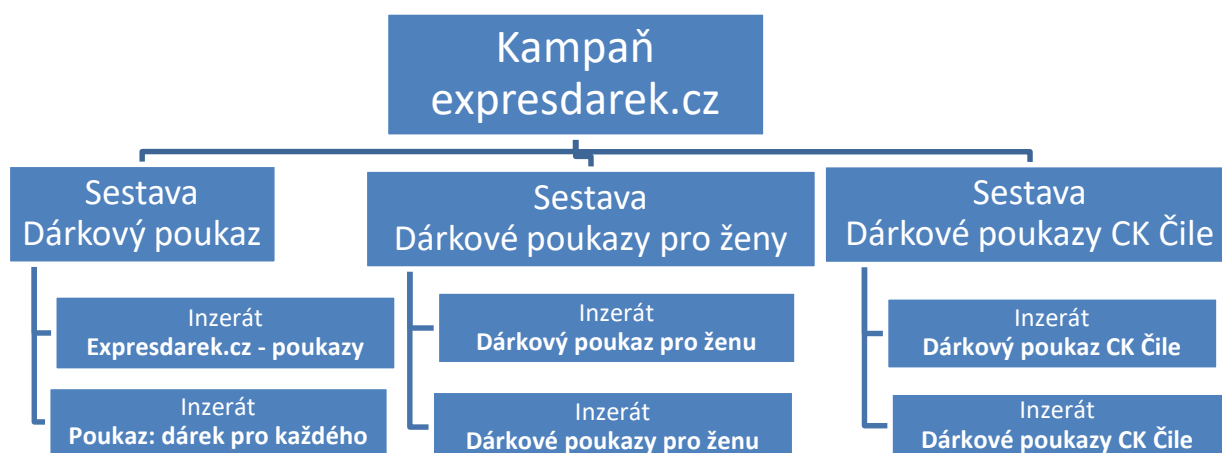 Kampaň
expresdarek.cz
Sestava
Dárkový poukaz
Sestava
Dárkové poukazy pro ženy
Sestava
Dárkové poukazy CK Čile
Inzerát
Expresdarek.cz - poukazy
Inzerát
Dárkový poukaz pro ženu
Inzerát
Dárkový poukaz CK Čile
Inzerát
Poukaz: dárek pro každého
Inzerát
Dárkové poukazy pro ženu
Inzerát
Dárkové poukazy CK Čile